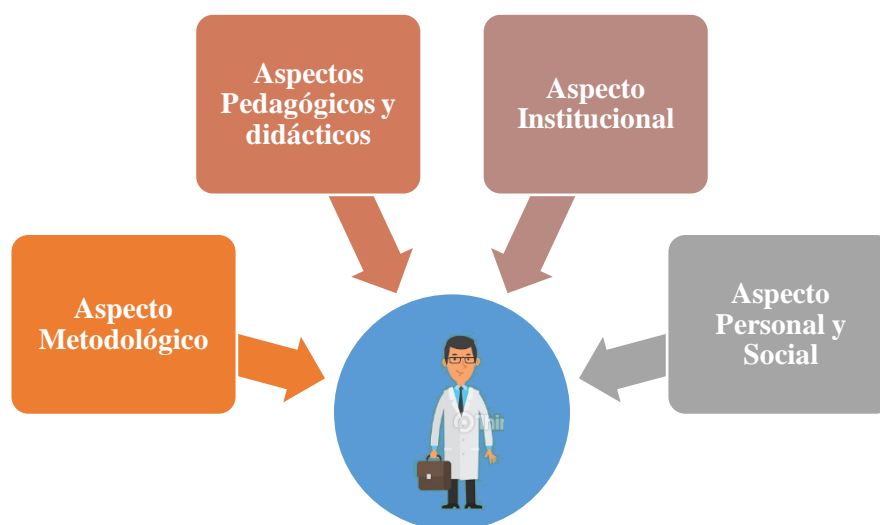 Aspectos
Pedagógicos y
didácticos
Aspecto
Institucional
Aspecto
Metodológico
Aspecto
Personal y
Social